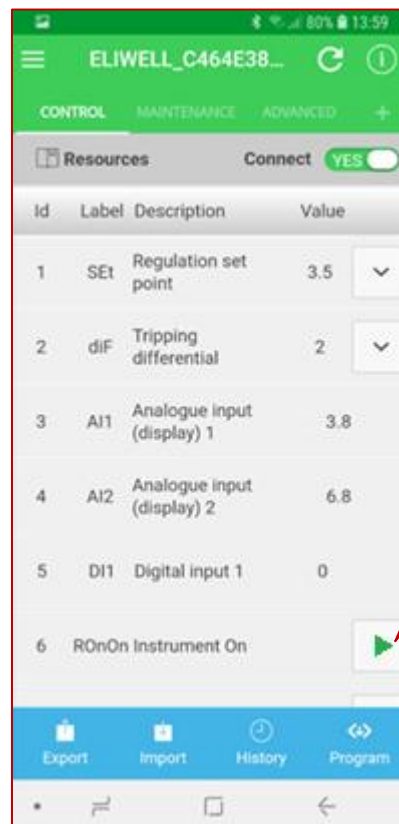 80% 13:59
ELIWELL_C464E38...
CONTROL MAINTENANCE ADVANCED +
Resources Connect YES
Id Label Description Value
1 SEt Regulation set point 3.5
2 diF Tripping differential 2
3 AI1 Analogue input (display) 1 3.8
4 AI2 Analogue input (display) 2 6.8
5 DI1 Digital input 1 0
6 ROnOn Instrument On
Export Import History Program